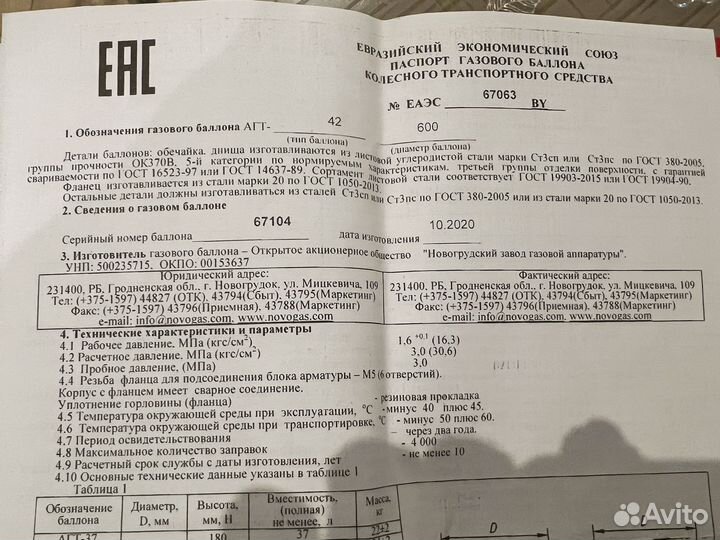 EAC
ЕВРАЗИЙСКИЙ ЭКОНОМИЧЕСКИЙ СОЮЗ
ПАСПОРТ ГАЗОВОГО БАЛЛОНА
КОЛЕСНОГО ТРАНСПОРТНОГО СРЕДСТВА
№ ЕАЭС 67063 BY
1. Обозначения газового баллона АГТ- 42 600
(тип баллона) (диаметр баллона)
Детали баллонов: обечайка. днища изготавливаются из листовой углеродистой стали марки Ст3сп или Ст3пс по ГОСТ 380-2005,
группы прочности ОК370В, 5-й категории по нормируемым характеристикам. третьей группы отделки поверхности, с гарантией
свариваемости по ГОСТ 16523-97 или ГОСТ 14637-89. Сортамент листовой стали соответствует ГОСТ 19903-2015 или ГОСТ 19904-90.
Фланец изготавливается из стали марки 20 по ГОСТ 1050-2013.
Остальные детали должны изготавливаться из сталей Ст3сп или Ст3пс по ГОСТ 380-2005 или из стали марки 20 по ГОСТ 1050-2013.
2. Сведения о газовом баллоне
Серийный номер баллона 67104 дата изготовления 10.2020
3. Изготовитель газового баллона – Открытое акционерное общество "Новогрудский завод газовой аппаратуры".
УНП: 500235715. ОКПО: 00153637
Юридический адрес:
231400, РБ, Гродненская обл., г. Новогрудок, ул. Мицкевича, 109
Тел: (+375-1597) 44827 (ОТК), 43794(Сбыт), 43795(Маркетинг)
Факс: (+375-1597) 43796(Приемная), 43788(Маркетинг)
e-mail: info@novogas.com, www.novogas.com
Фактический адрес:
231400, РБ, Гродненская обл., г. Новогрудок, ул. Мицкевича, 109
Тел: (+375-1597) 44827 (ОТК), 43794(Сбыт), 43795(Маркетинг)
Факс: (+375-1597) 43796(Приемная), 43788(Маркетинг)
e-mail: info@novogas.com, www.novogas.com
4. Технические характеристики и параметры
4.1 Рабочее давление, МПа (кгс/см²) 1,6 +0,1 (16,3)
4.2 Расчетное давление, МПа (кгс/см²) 3,0 (30,6)
4.3 Пробное давление, (МПа) 3,0
4.4 Резьба фланца для подсоединения блока арматуры – М5 (6 отверстий).
Корпус с фланцем имеет сварное соединение.
Уплотнение горловины (фланца) - резиновая прокладка
4.5 Температура окружающей среды при эксплуатации, °С -минус 40 плюс 45.
4.6 Температура окружающей среды при транспортировке, °С - минус 50 плюс 60.
4.7 Период освидетельствования – через два года.
4.8 Максимальное количество заправок - 4 000
4.9 Расчетный срок службы с даты изготовления, лет - не менее 10
4.10 Основные технические данные указаны в таблице 1
Таблица 1
Обозначение баллона Диаметр, D, мм Высота, мм, Н Вместимость, (полная) не менее, л Масса, кг
АГТ-37 180 37 22±2
D
L
Avito